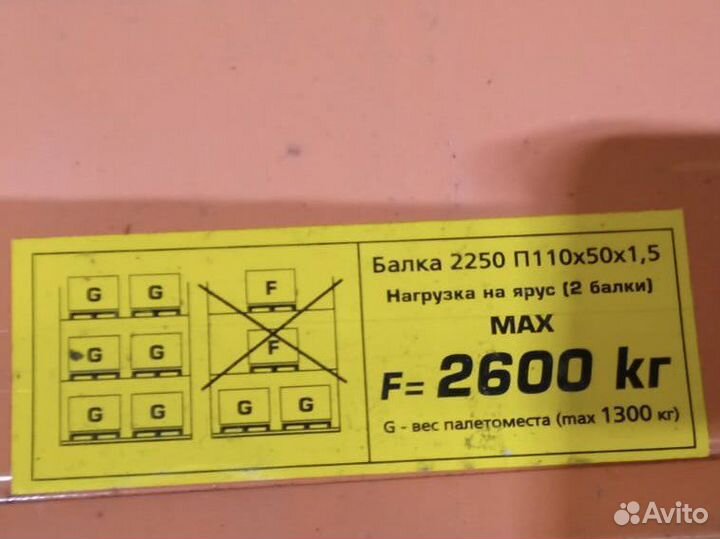 G G F
G G F
G G G G
Балка 2250 П110х50х1,5
Нагрузка на ярус (2 балки)
MAX
F= 2600 кг
G - вес палетоместа (max 1300 кг)
Avito